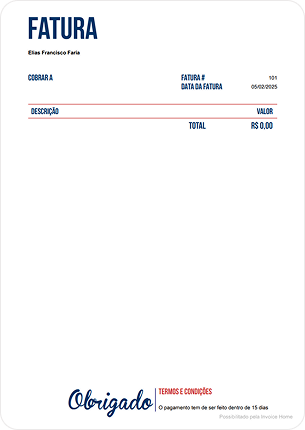 FATURA
Elias Francisco Faria
COBRAR A
FATURA # 101
DATA DA FATURA 05/02/2025
DESCRIÇÃO VALOR
TOTAL R$ 0,00
Obrigado
TERMOS E CONDIÇÕES
O pagamento tem de ser feito dentro de 15 dias
Possibilitado pela Invoice Home